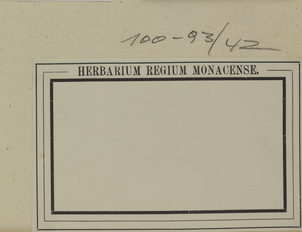 100-93/42
HERBARIUM REGIUM MONACENSE.